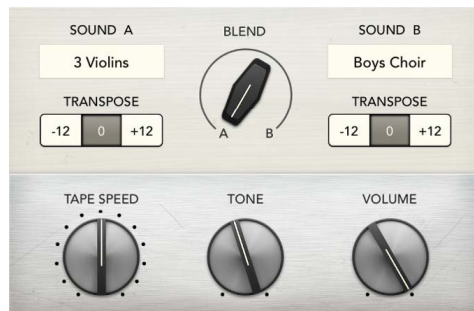 SOUND A
BLEND
SOUND B
3 Violins
Boys Choir
TRANSPOSE
TRANSPOSE
-12 0 +12
-12 0 +12
A B
TAPE SPEED
TONE
VOLUME